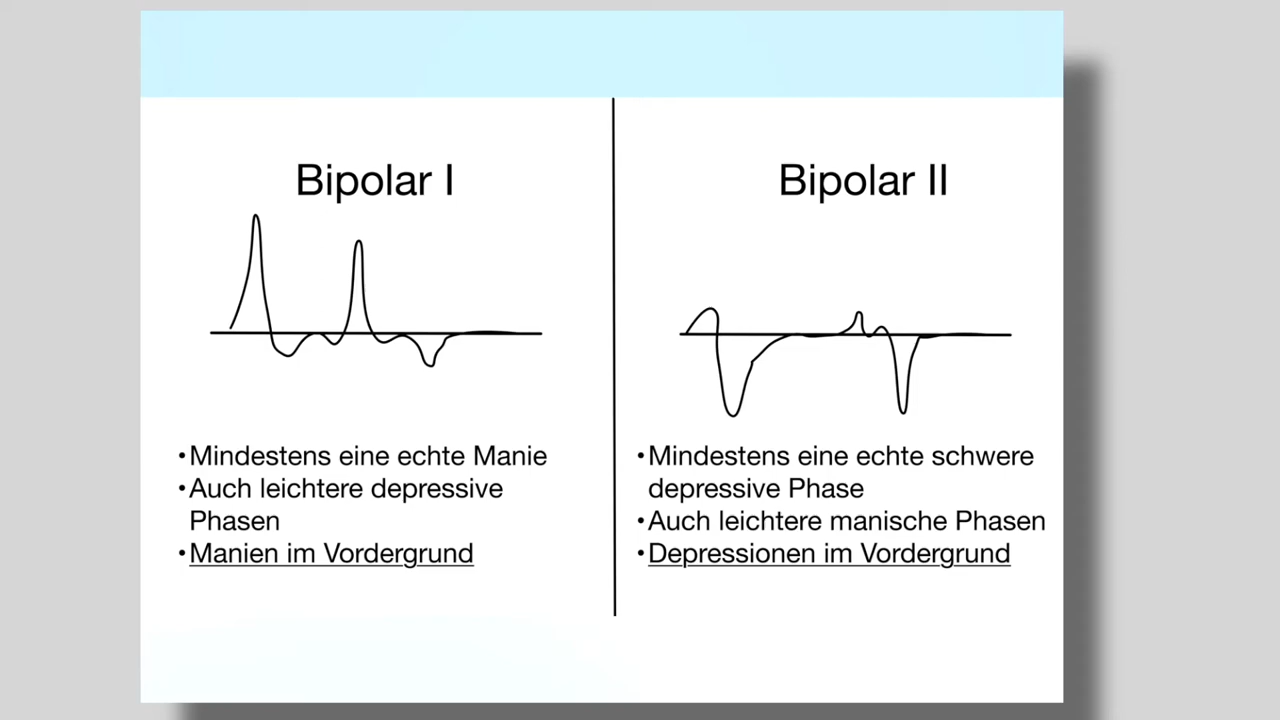 Bipolar I
•Mindestens eine echte Manie
•Auch leichtere depressive
Phasen
•Manien im Vordergrund
Bipolar II
•Mindestens eine echte schwere
depressive Phase
•Auch leichtere manische Phasen
•Depressionen im Vordergrund